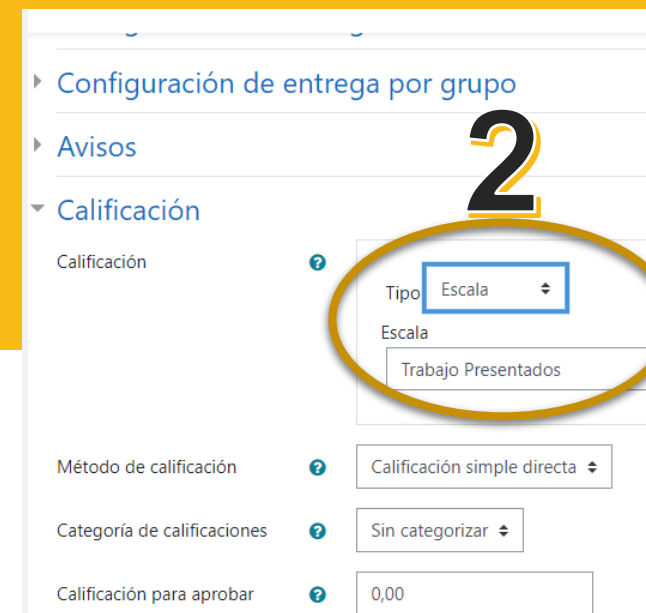 Configuración de entrega por grupo
Avisos
2
Calificación
Calificación
Tipo Escala
Escala
Trabajo Presentados
Método de calificación Calificación simple directa
Categoría de calificaciones Sin categorizar
Calificación para aprobar 0,00